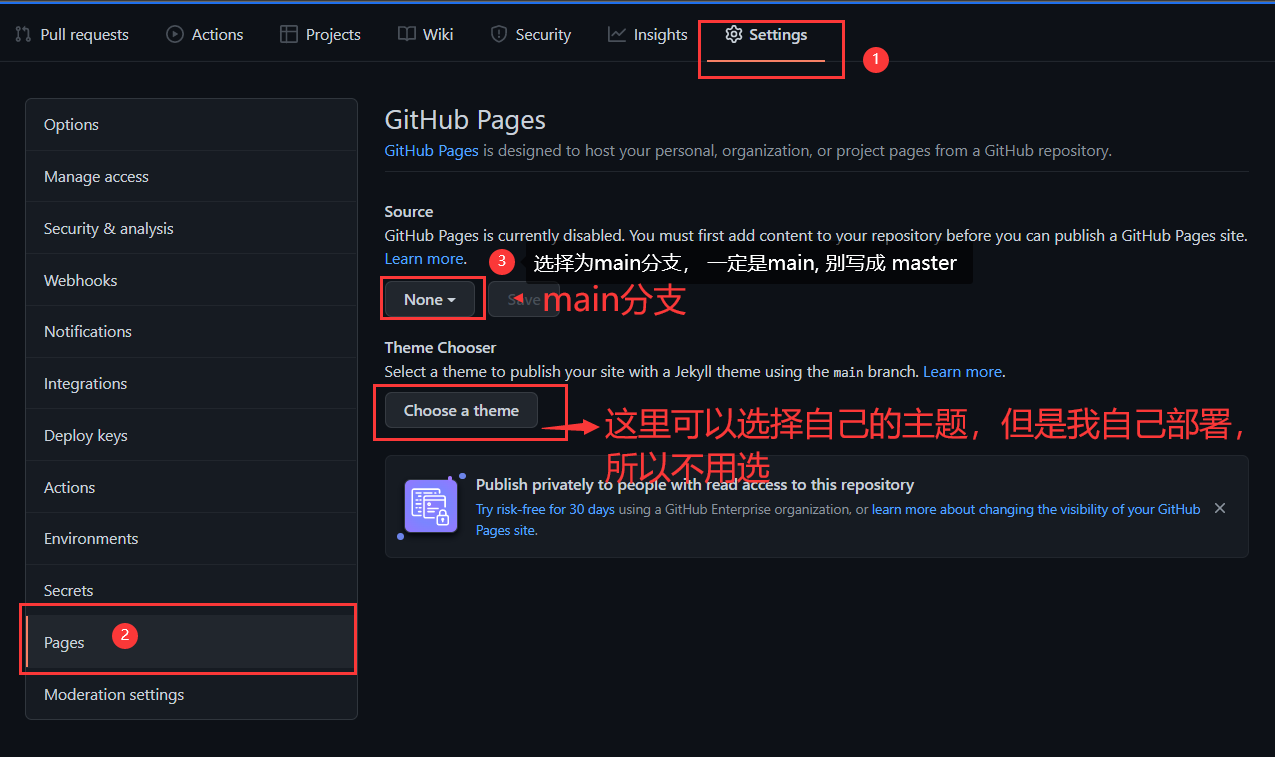 Pull requests
Actions
Projects
Wiki
Security
Insights
Settings
1
Options
Manage access
Security & analysis
Webhooks
Notifications
Integrations
Deploy keys
Actions
Environments
Secrets
Pages
2
Moderation settings
GitHub Pages
GitHub Pages is designed to host your personal, organization, or project pages from a GitHub repository.
Source
GitHub Pages is currently disabled. You must first add content to your repository before you can publish a GitHub Pages site.
Learn more.
3
选择为main分支， 一定是main, 别写成 master
None
Save
main分支
Theme Chooser
Select a theme to publish your site with a Jekyll theme using the main branch. Learn more.
Choose a theme
这里可以选择自己的主题，但是我自己部署，
所以不用选
Publish privately to people with read access to this repository
Try risk-free for 30 days using a GitHub Enterprise organization, or learn more about changing the visibility of your GitHub
Pages site.